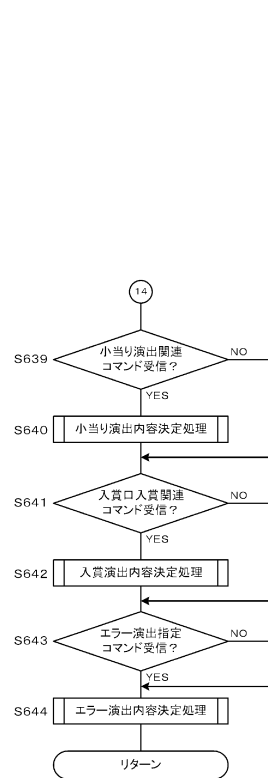 14
S639
小当り演出関連
コマンド受信？
NO
YES
S640
小当り演出内容決定処理
S641
入賞口入賞関連
コマンド受信？
NO
YES
S642
入賞演出内容決定処理
S643
エラー演出指定
コマンド受信？
NO
YES
S644
エラー演出内容決定処理
リターン